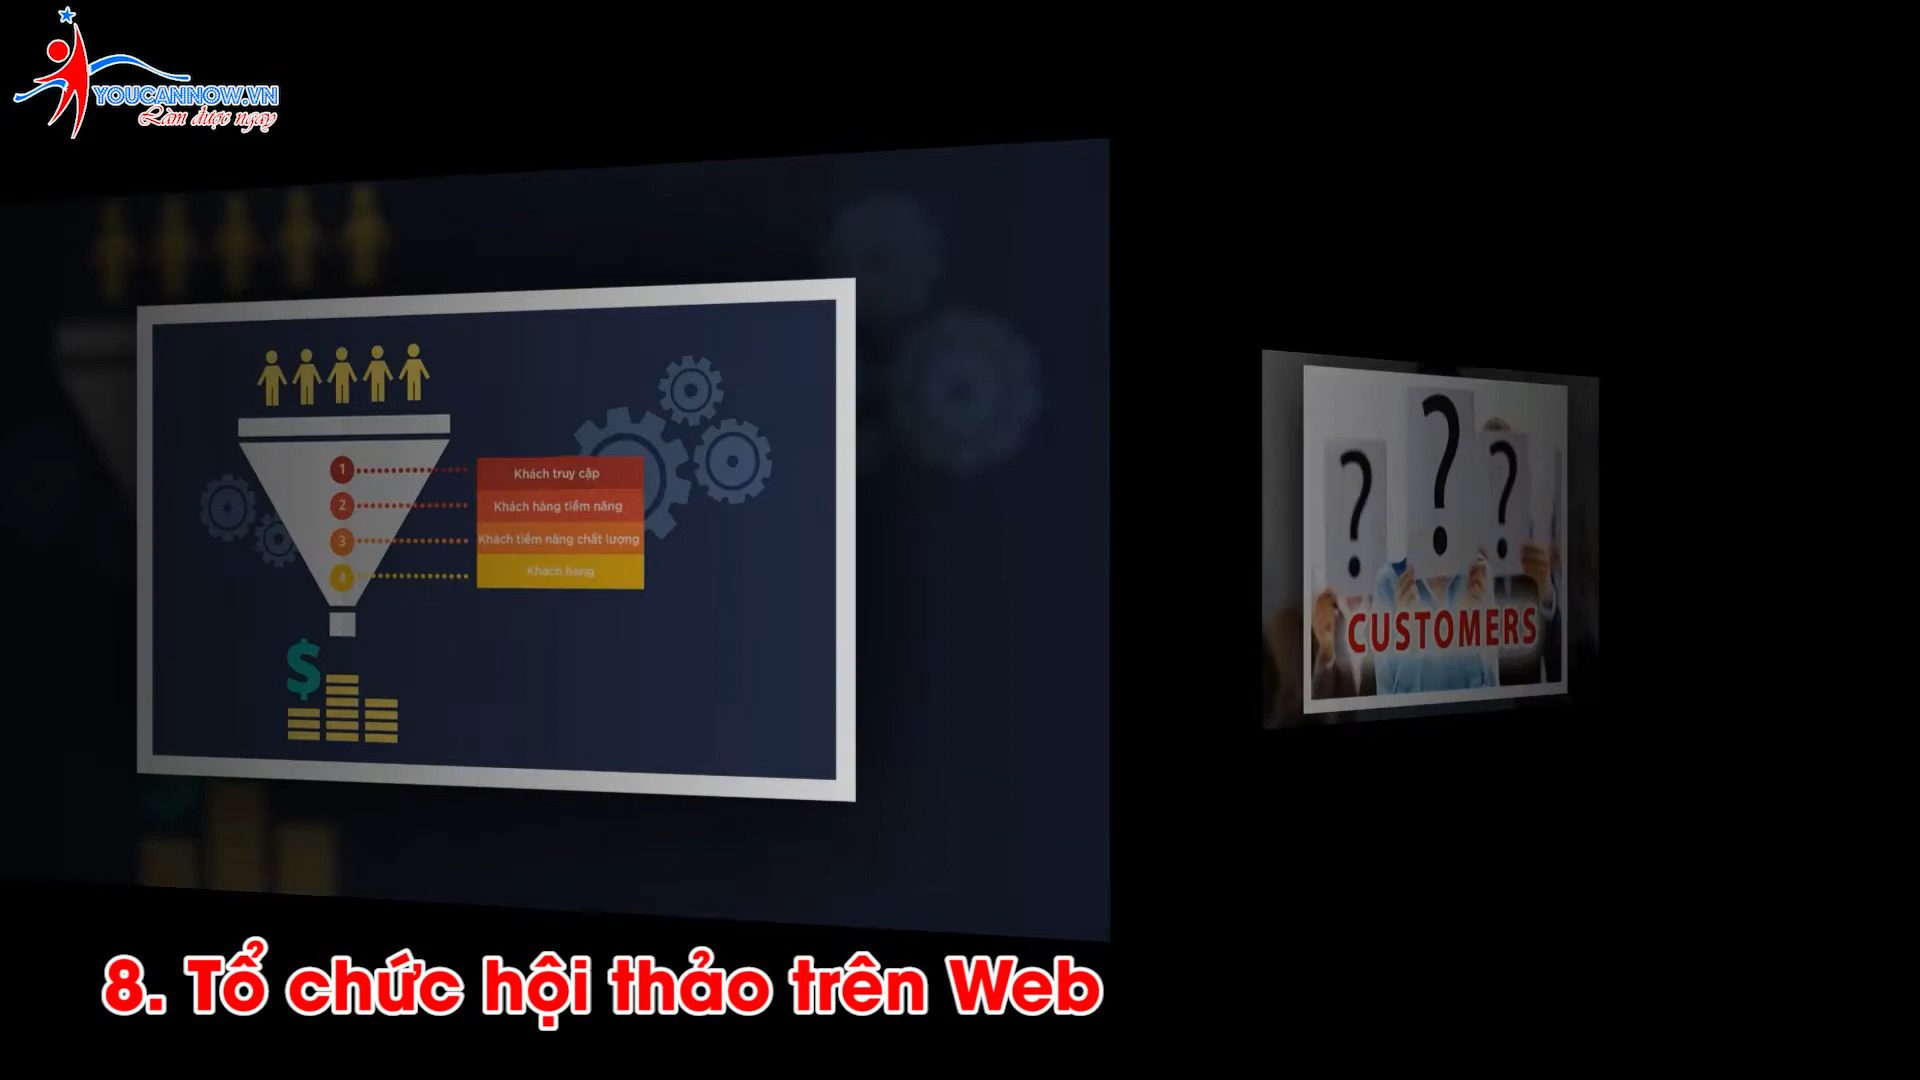 YOUCANNOW.VN
Làm được ngay
1
Khách truy cập
2
Khách hàng tiềm năng
3
Khách tiềm năng chất lượng
4
Khách hàng
$
? ? ?
CUSTOMERS
8. Tổ chức hội thảo trên Web